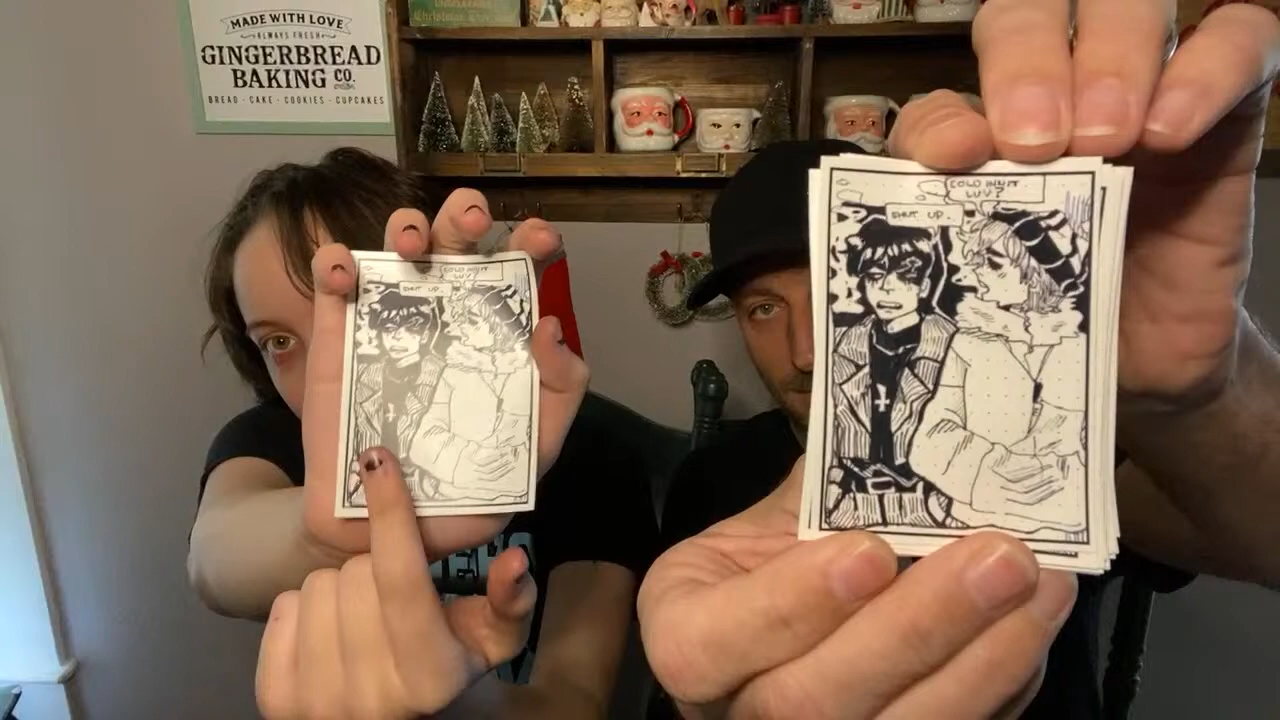 MADE WITH LOVE
ALWAYS FRESH
GINGERBREAD
BAKING CO.
BREAD · CAKE · COOKIES · CUPCAKES
Christmas
COLD INNIT
LUV?
SHUT UP.
COLD INNIT
LUV?
SHUT UP.